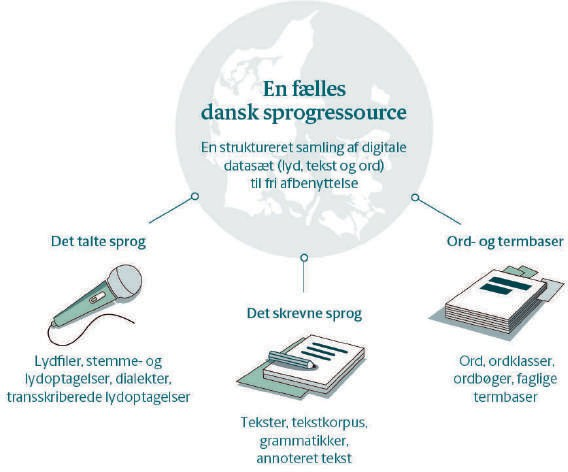 En fælles
dansk sprogressource
En struktureret samling af digitale
datasæt (lyd, tekst og ord)
til fri afbenyttelse
Det talte sprog
Lydfiler, stemme- og
lydoptagelser, dialekter,
transskriberede lydoptagelser
Det skrevne sprog
Tekster, tekstkorpus,
grammatikker,
annoteret tekst
Ord- og termbaser
Ord, ordklasser,
ordbøger, faglige
termbaser